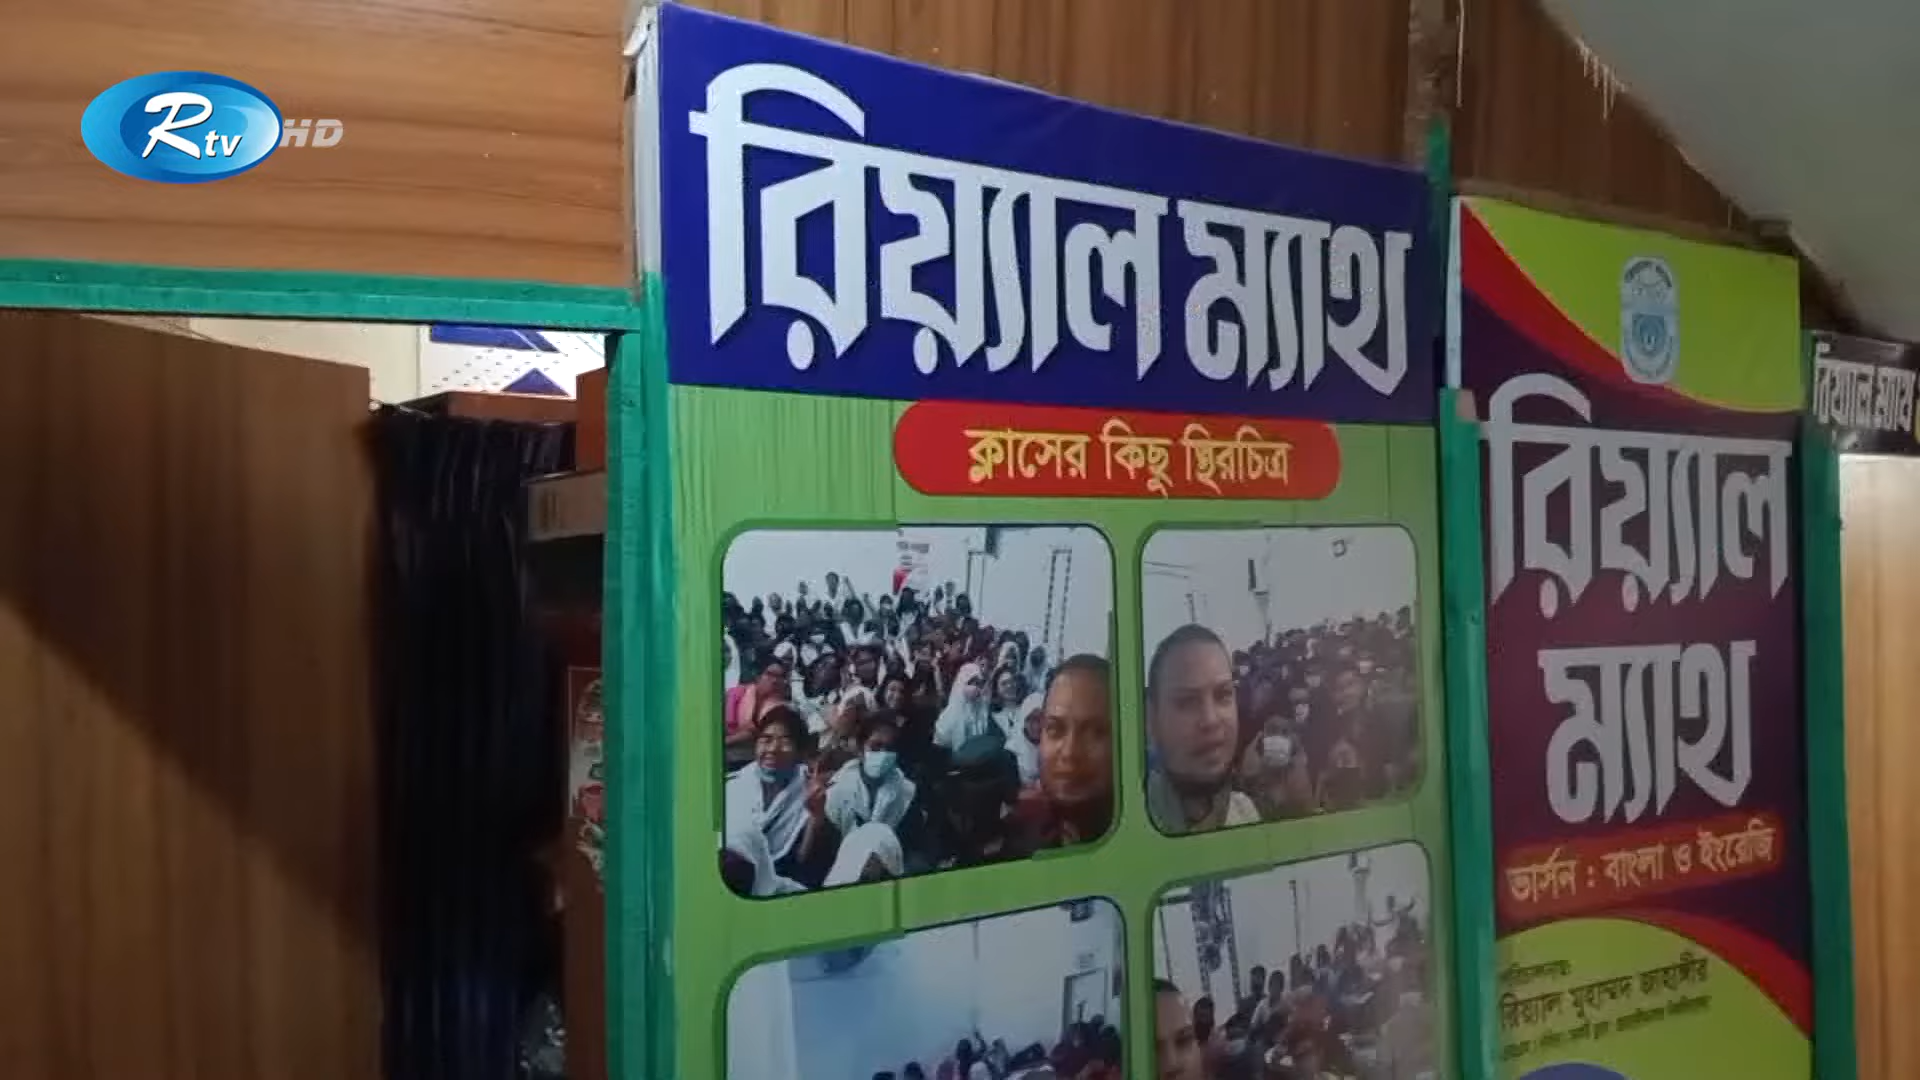 Rtv HD
রিয়্যাল ম্যাথ
ক্লাসের কিছু স্থিরচিত্র
রিয়্যাল
ম্যাথ
ভার্সন : বাংলা ও ইংরেজি
রিয়্যাল মুহাম্মদ জাহাঙ্গীর
রিয়্যাল ম্যাথ